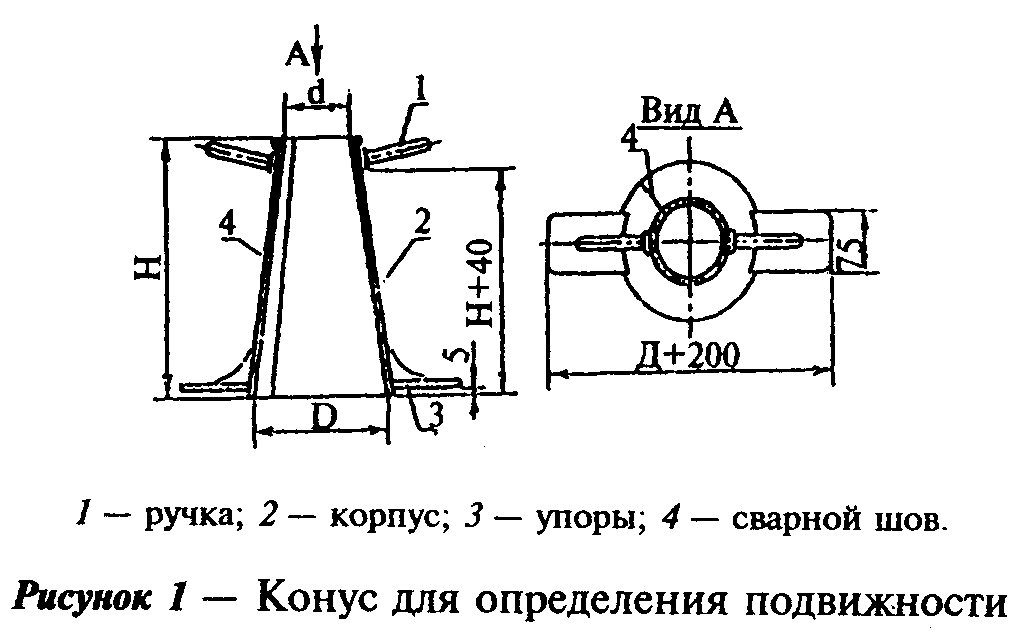 A
d
1
Вид А
4
H
4
2
H+40
5
75
Д+200
D
3
1 — ручка; 2 — корпус; 3 — упоры; 4 — сварной шов.
Рисунок 1 — Конус для определения подвижности